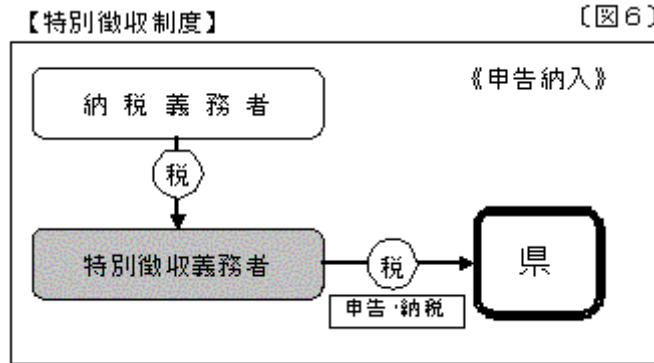 【特別徴収制度】
〔図6〕
《申告納入》
納税義務者
税
特別徴収義務者
税
県
申告・納税